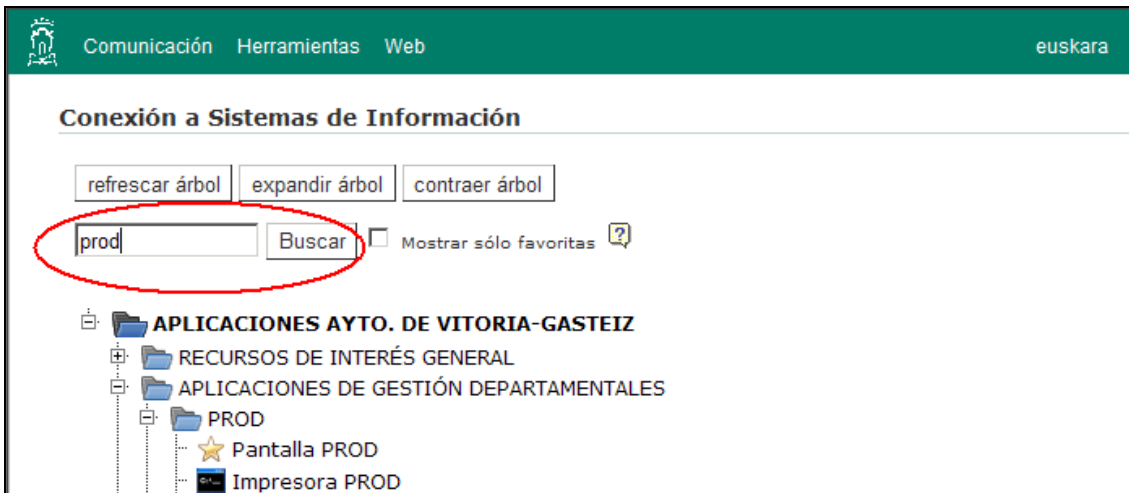 Comunicación Herramientas Web euskara
Conexión a Sistemas de Información
refrescar árbol expandir árbol contraer árbol
prod Buscar Mostrar sólo favoritas ?
APLICACIONES AYTO. DE VITORIA-GASTEIZ
RECURSOS DE INTERÉS GENERAL
APLICACIONES DE GESTIÓN DEPARTAMENTALES
PROD
Pantalla PROD
Impresora PROD